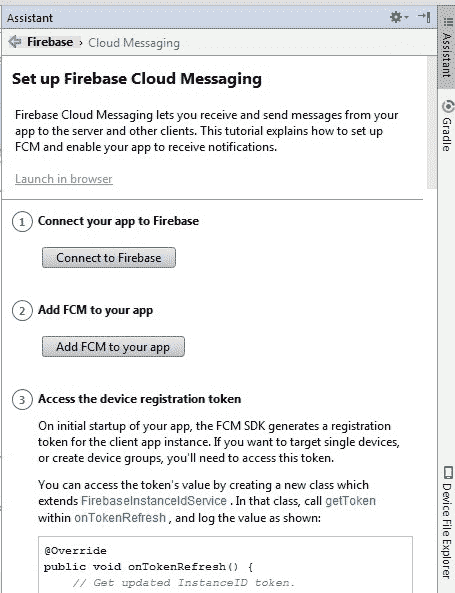 Assistant
Firebase › Cloud Messaging
Set up Firebase Cloud Messaging
Firebase Cloud Messaging lets you receive and send messages from your
app to the server and other clients. This tutorial explains how to set up
FCM and enable your app to receive notifications.
Launch in browser
1 Connect your app to Firebase
Connect to Firebase
2 Add FCM to your app
Add FCM to your app
3 Access the device registration token
On initial startup of your app, the FCM SDK generates a registration
token for the client app instance. If you want to target single devices,
or create device groups, you'll need to access this token.
You can access the token's value by creating a new class which
extends FirebaseInstanceIdService . In that class, call getToken
within onTokenRefresh , and log the value as shown:
@Override
public void onTokenRefresh() {
// Get updated InstanceID token.
Assistant
Gradle
Device File Explorer